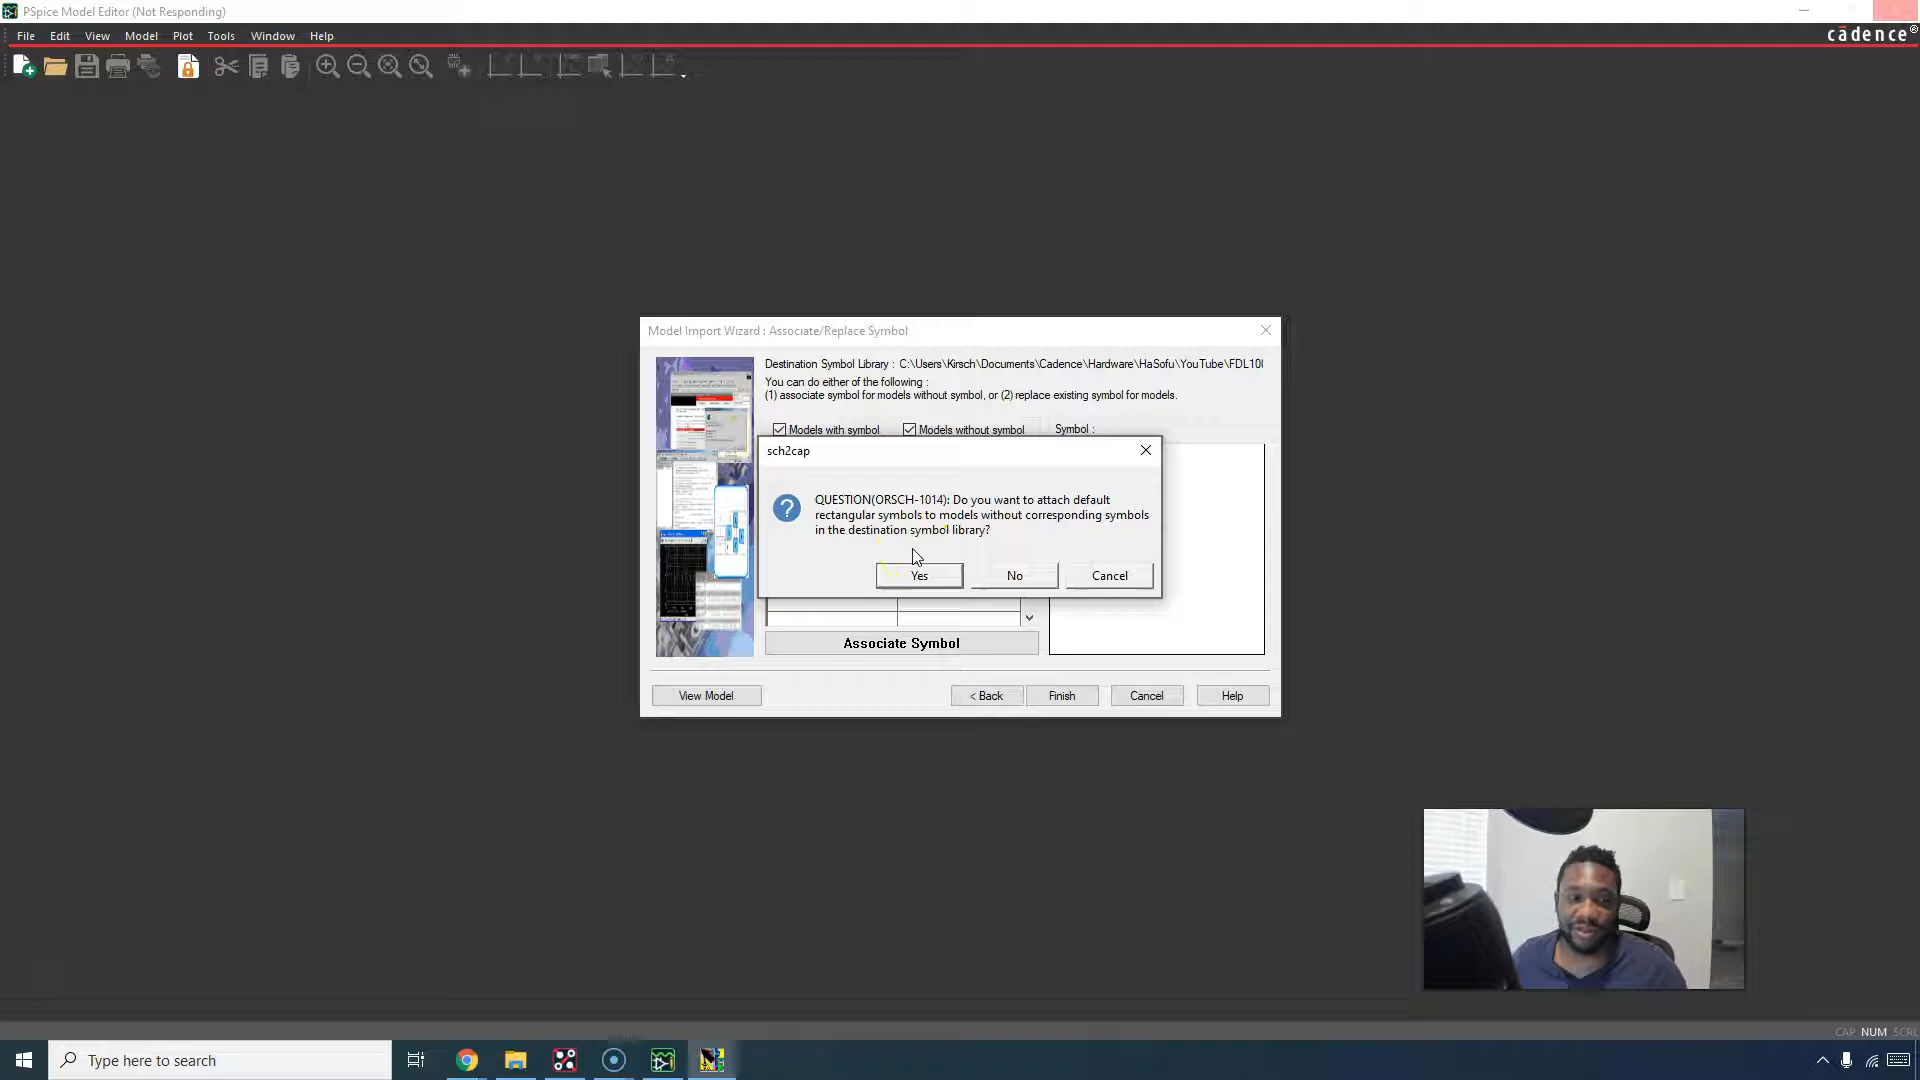 PSpice Model Editor (Not Responding)
File Edit View Model Plot Tools Window Help
cādence®
Model Import Wizard : Associate/Replace Symbol
Destination Symbol Library : C:\Users\Kirsch\Documents\Cadence\Hardware\HaSofu\YouTube\FDL10
You can do either of the following :
(1) associate symbol for models without symbol, or (2) replace existing symbol for models.
Models with symbol Models without symbol Symbol :
sch2cap
QUESTION(ORSCH-1014): Do you want to attach default
rectangular symbols to models without corresponding symbols
in the destination symbol library?
Yes No Cancel
Associate Symbol
View Model < Back Finish Cancel Help
CAP NUM SCRL
Type here to search